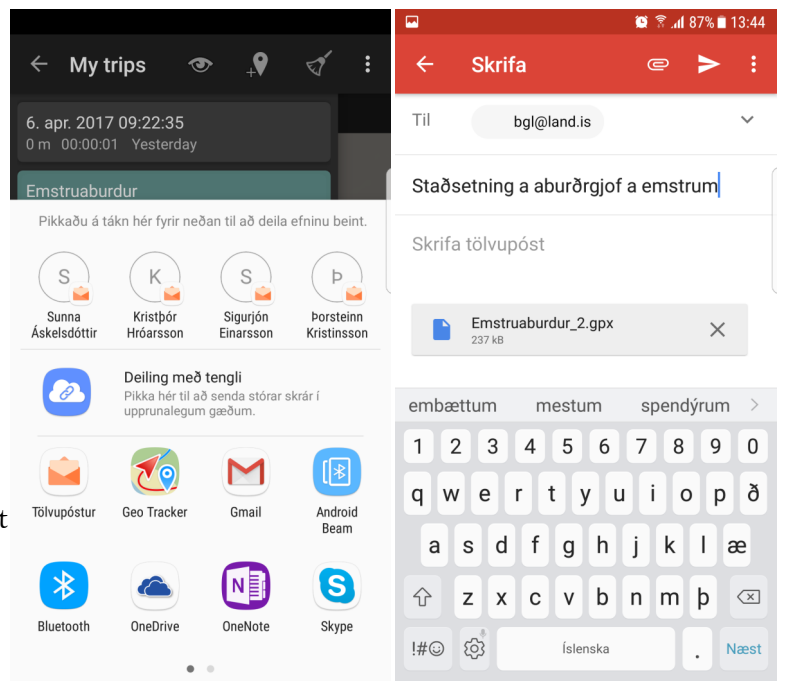 My trips
6. apr. 2017 09:22:35
0 m 00:00:01 Yesterday
Emstruaburdur
Pikkaðu á tákn hér fyrir neðan til að deila efninu beint.
S K S Þ
Sunna Áskelsdóttir
Kristþór Hróarsson
Sigurjón Einarsson
Þorsteinn Kristinsson
Deiling með tengli
Pikka hér til að senda stórar skrár í
upprunalegum gæðum.
t
Tölvupóstur Geo Tracker Gmail Android Beam
N S
Bluetooth OneDrive OneNote Skype
87% 13:44
Skrifa
Til bgl@land.is
Staðsetning a aburðrgjof a emstrum
Skrifa tölvupóst
Emstruaburdur_2.gpx
237 kB
embættum mestum spendýrum
1 2 3 4 5 6 7 8 9 0
q w e r t y u i o p ð
a s d f g h j k l æ
z x c v b n m þ
!#☺ Íslenska . Næst